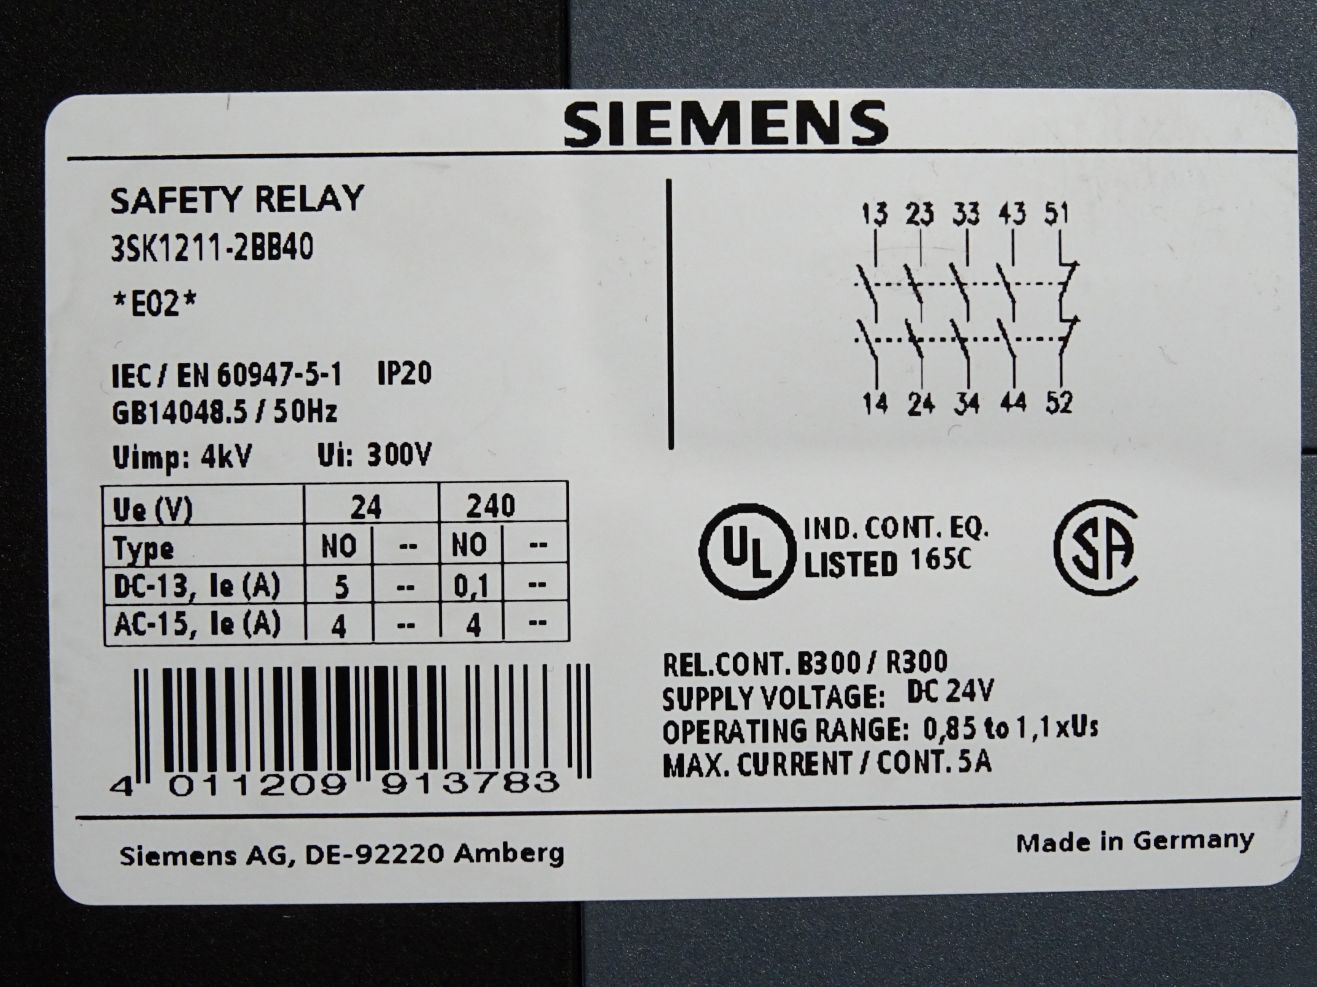 SIEMENS
SAFETY RELAY
3SK1211-2BB40
*E02*
IEC / EN 60947-5-1 IP20
GB14048.5 / 50Hz
Uimp: 4kV Ui: 300V
Ue (V) 24 240
Type NO -- NO --
DC-13, Ie (A) 5 -- 0,1 --
AC-15, Ie (A) 4 -- 4 --
4 011209 913783
13 23 33 43 51
14 24 34 44 52
UL IND. CONT. EQ.
LISTED 165C
SA
REL.CONT. B300 / R300
SUPPLY VOLTAGE: DC 24V
OPERATING RANGE: 0,85 to 1,1xUs
MAX. CURRENT / CONT. 5A
Siemens AG, DE-92220 Amberg
Made in Germany